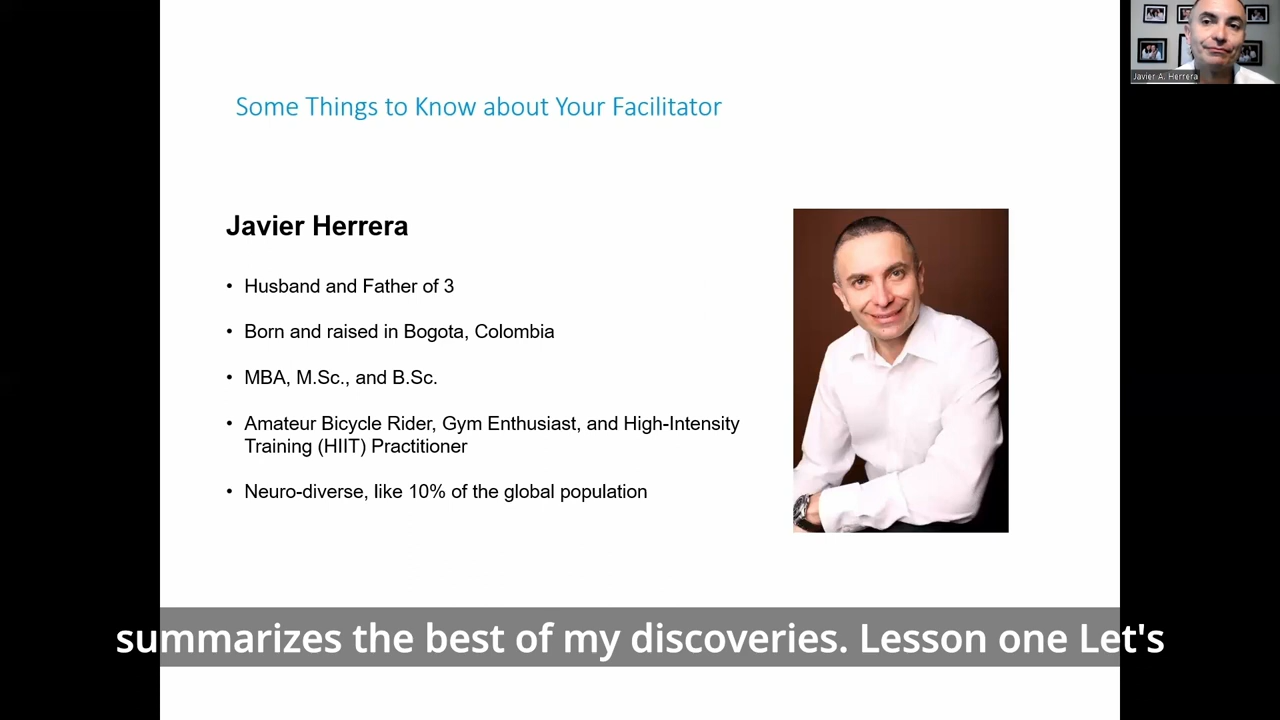 Javier A. Herrera
Some Things to Know about Your Facilitator
Javier Herrera
• Husband and Father of 3
• Born and raised in Bogota, Colombia
• MBA, M.Sc., and B.Sc.
• Amateur Bicycle Rider, Gym Enthusiast, and High-Intensity
Training (HIIT) Practitioner
• Neuro-diverse, like 10% of the global population
summarizes the best of my discoveries. Lesson one Let's